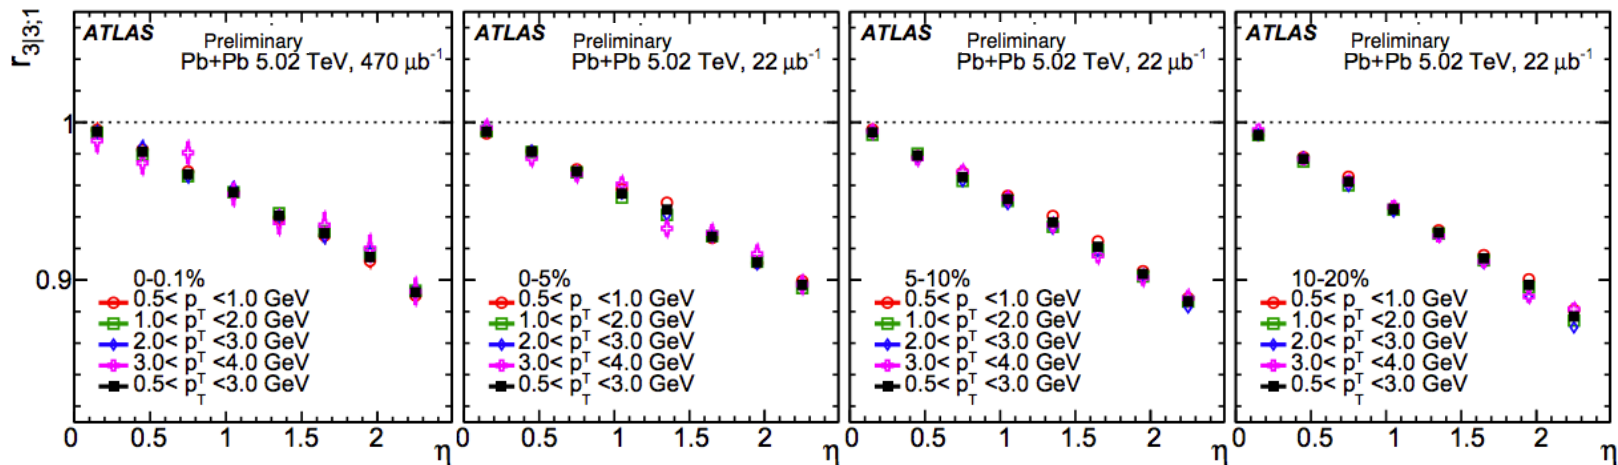 r3|3;1
1
0.9
ATLAS Preliminary
Pb+Pb 5.02 TeV, 470 μb-1
0-0.1%
0.5< pT <1.0 GeV
1.0< pT <2.0 GeV
2.0< pT <3.0 GeV
3.0< pT <4.0 GeV
0.5< pT <3.0 GeV
0 0.5 1 1.5 2 η
ATLAS Preliminary
Pb+Pb 5.02 TeV, 22 μb-1
0-5%
0.5< pT <1.0 GeV
1.0< pT <2.0 GeV
2.0< pT <3.0 GeV
3.0< pT <4.0 GeV
0.5< pT <3.0 GeV
0 0.5 1 1.5 2 η
ATLAS Preliminary
Pb+Pb 5.02 TeV, 22 μb-1
5-10%
0.5< pT <1.0 GeV
1.0< pT <2.0 GeV
2.0< pT <3.0 GeV
3.0< pT <4.0 GeV
0.5< pT <3.0 GeV
0 0.5 1 1.5 2 η
ATLAS Preliminary
Pb+Pb 5.02 TeV, 22 μb-1
10-20%
0.5< pT <1.0 GeV
1.0< pT <2.0 GeV
2.0< pT <3.0 GeV
3.0< pT <4.0 GeV
0.5< pT <3.0 GeV
0 0.5 1 1.5 2 η